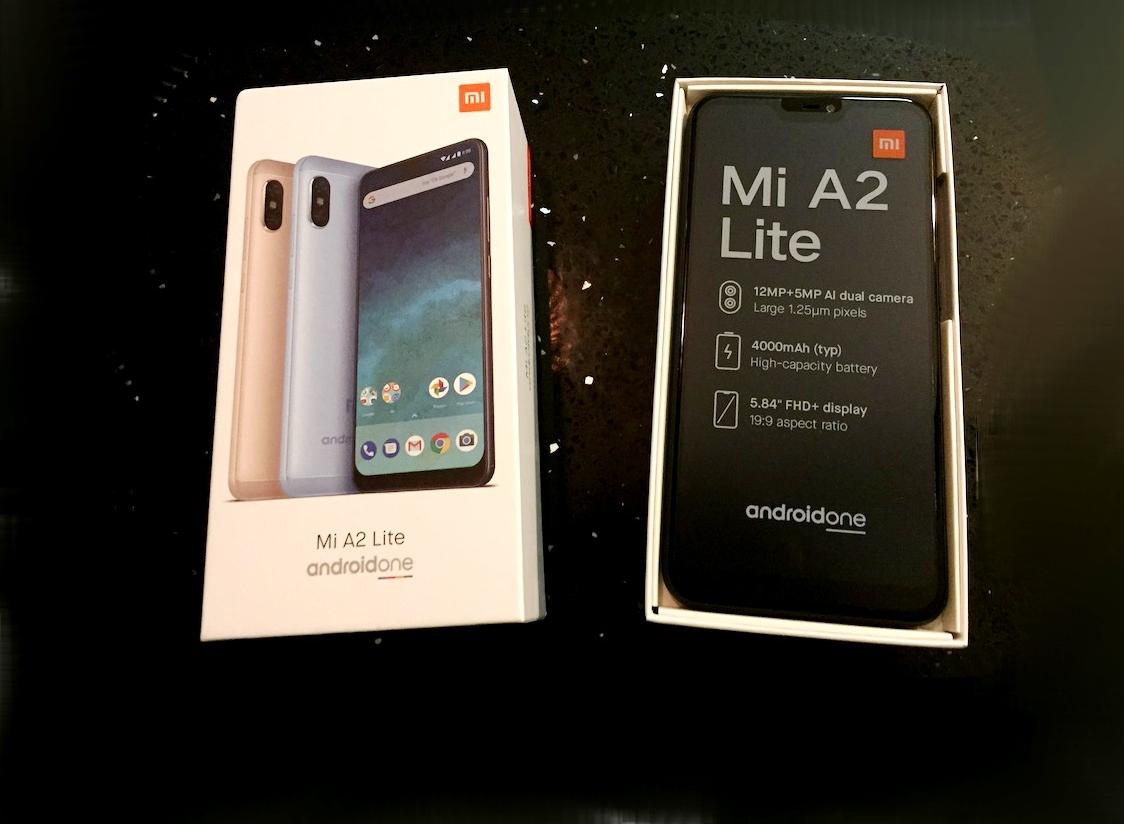 mi
Mi A2 Lite
androidone
mi
Mi A2
Lite
12MP+5MP AI dual camera
Large 1.25µm pixels
4000mAh (typ)
High-capacity battery
5.84" FHD+ display
19:9 aspect ratio
androidone